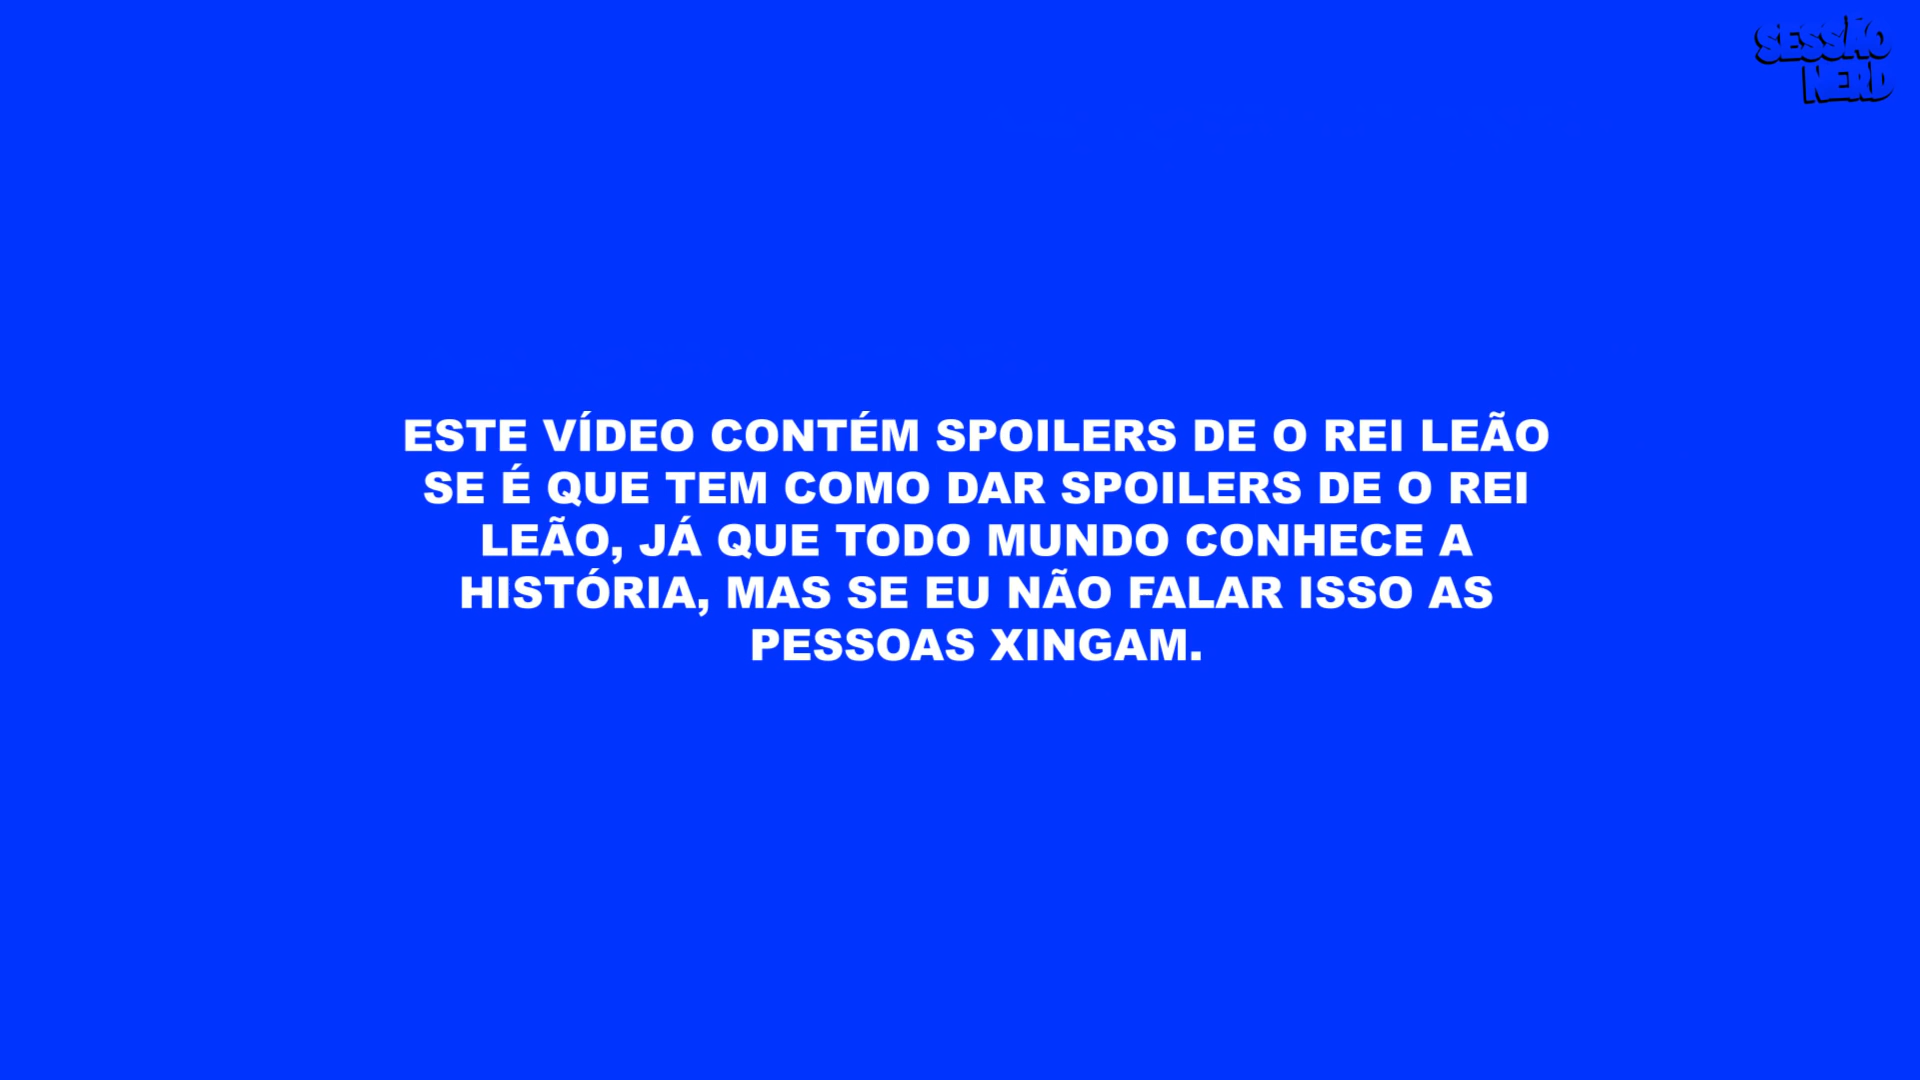 SESSÃO
NERD
ESTE VÍDEO CONTÉM SPOILERS DE O REI LEÃO
SE É QUE TEM COMO DAR SPOILERS DE O REI
LEÃO, JÁ QUE TODO MUNDO CONHECE A
HISTÓRIA, MAS SE EU NÃO FALAR ISSO AS
PESSOAS XINGAM.